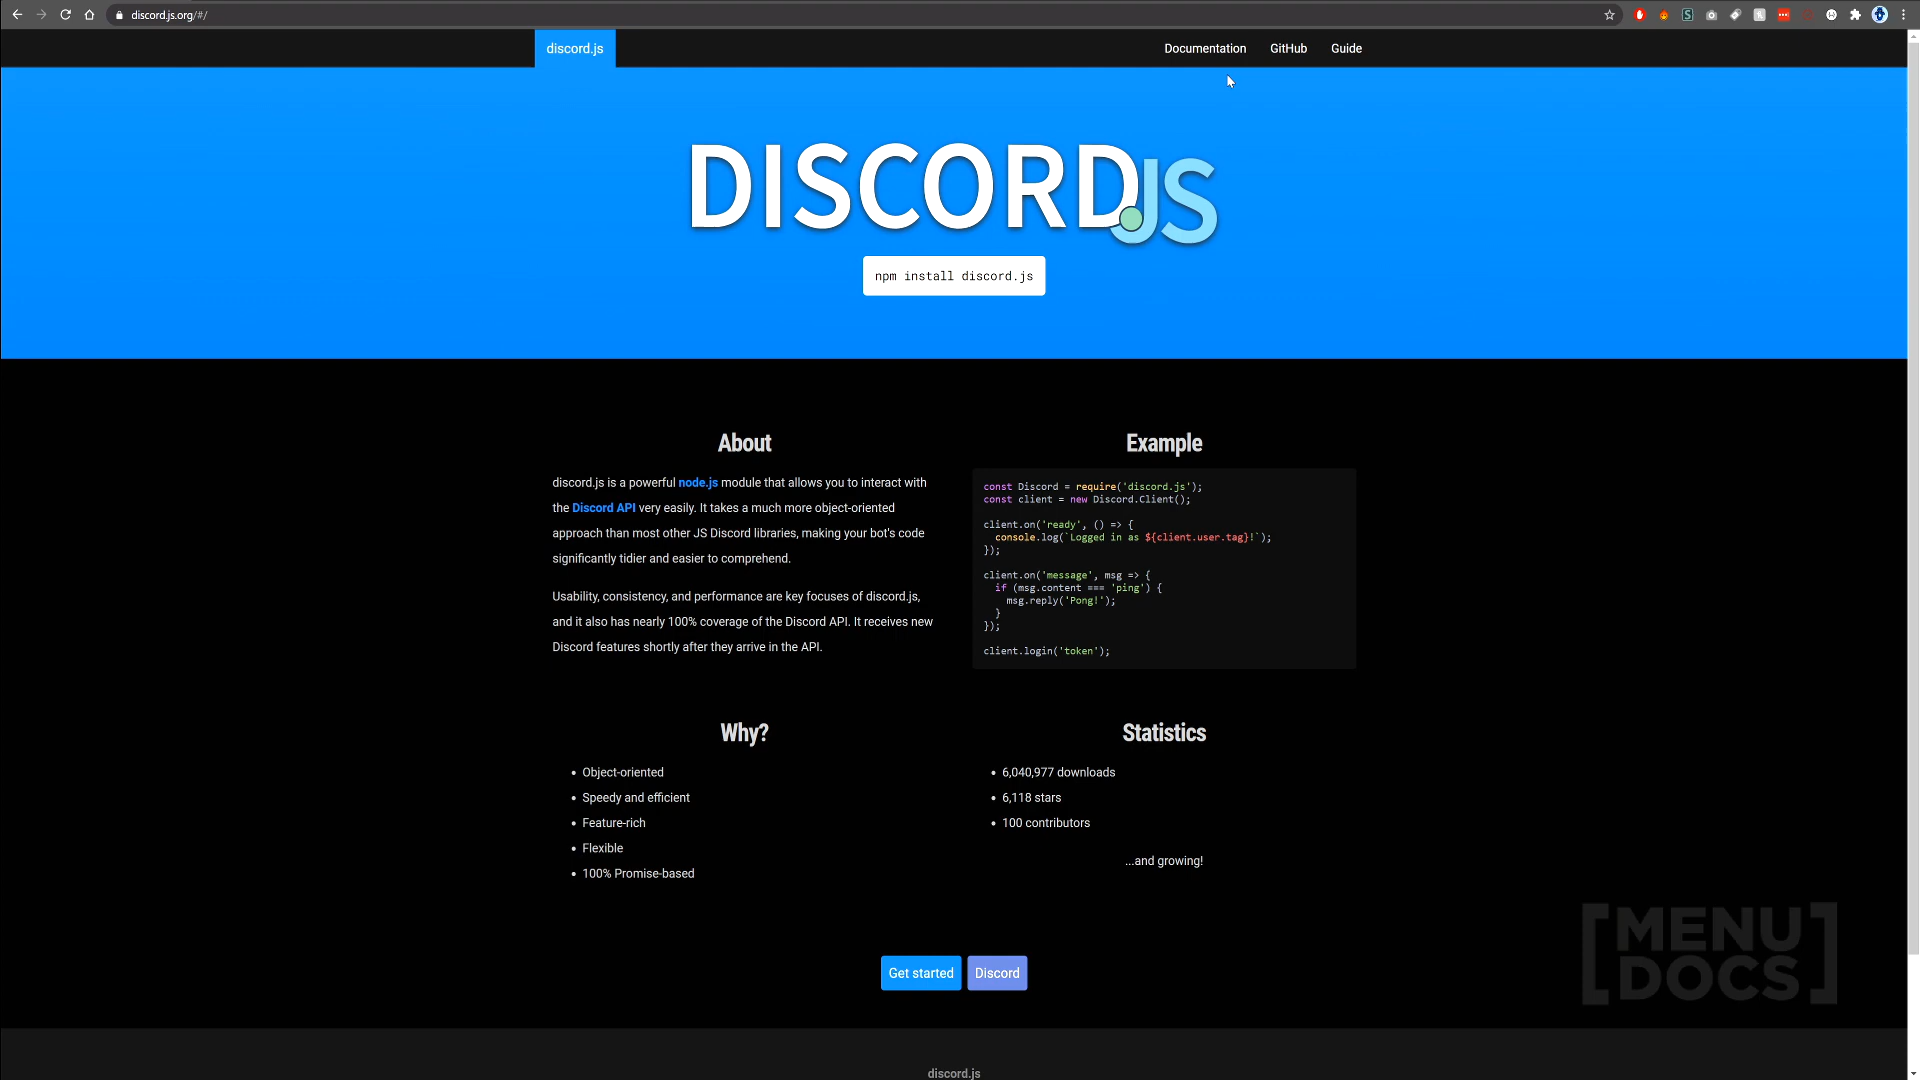 discord.js.org/#/
discord.js
Documentation
GitHub
Guide
DISCORD.JS
npm install discord.js
About
discord.js is a powerful node.js module that allows you to interact with
the Discord API very easily. It takes a much more object-oriented
approach than most other JS Discord libraries, making your bot's code
significantly tidier and easier to comprehend.
Usability, consistency, and performance are key focuses of discord.js,
and it also has nearly 100% coverage of the Discord API. It receives new
Discord features shortly after they arrive in the API.
Example
const Discord = require('discord.js');
const client = new Discord.Client();
client.on('ready', () => {
  console.log(`Logged in as ${client.user.tag}!`);
});
client.on('message', msg => {
  if (msg.content === 'ping') {
    msg.reply('Pong!');
  }
});
client.login('token');
Why?
• Object-oriented
• Speedy and efficient
• Feature-rich
• Flexible
• 100% Promise-based
Statistics
• 6,040,977 downloads
• 6,118 stars
• 100 contributors
...and growing!
Get started
Discord
[MENU
DOCS]
discord.js